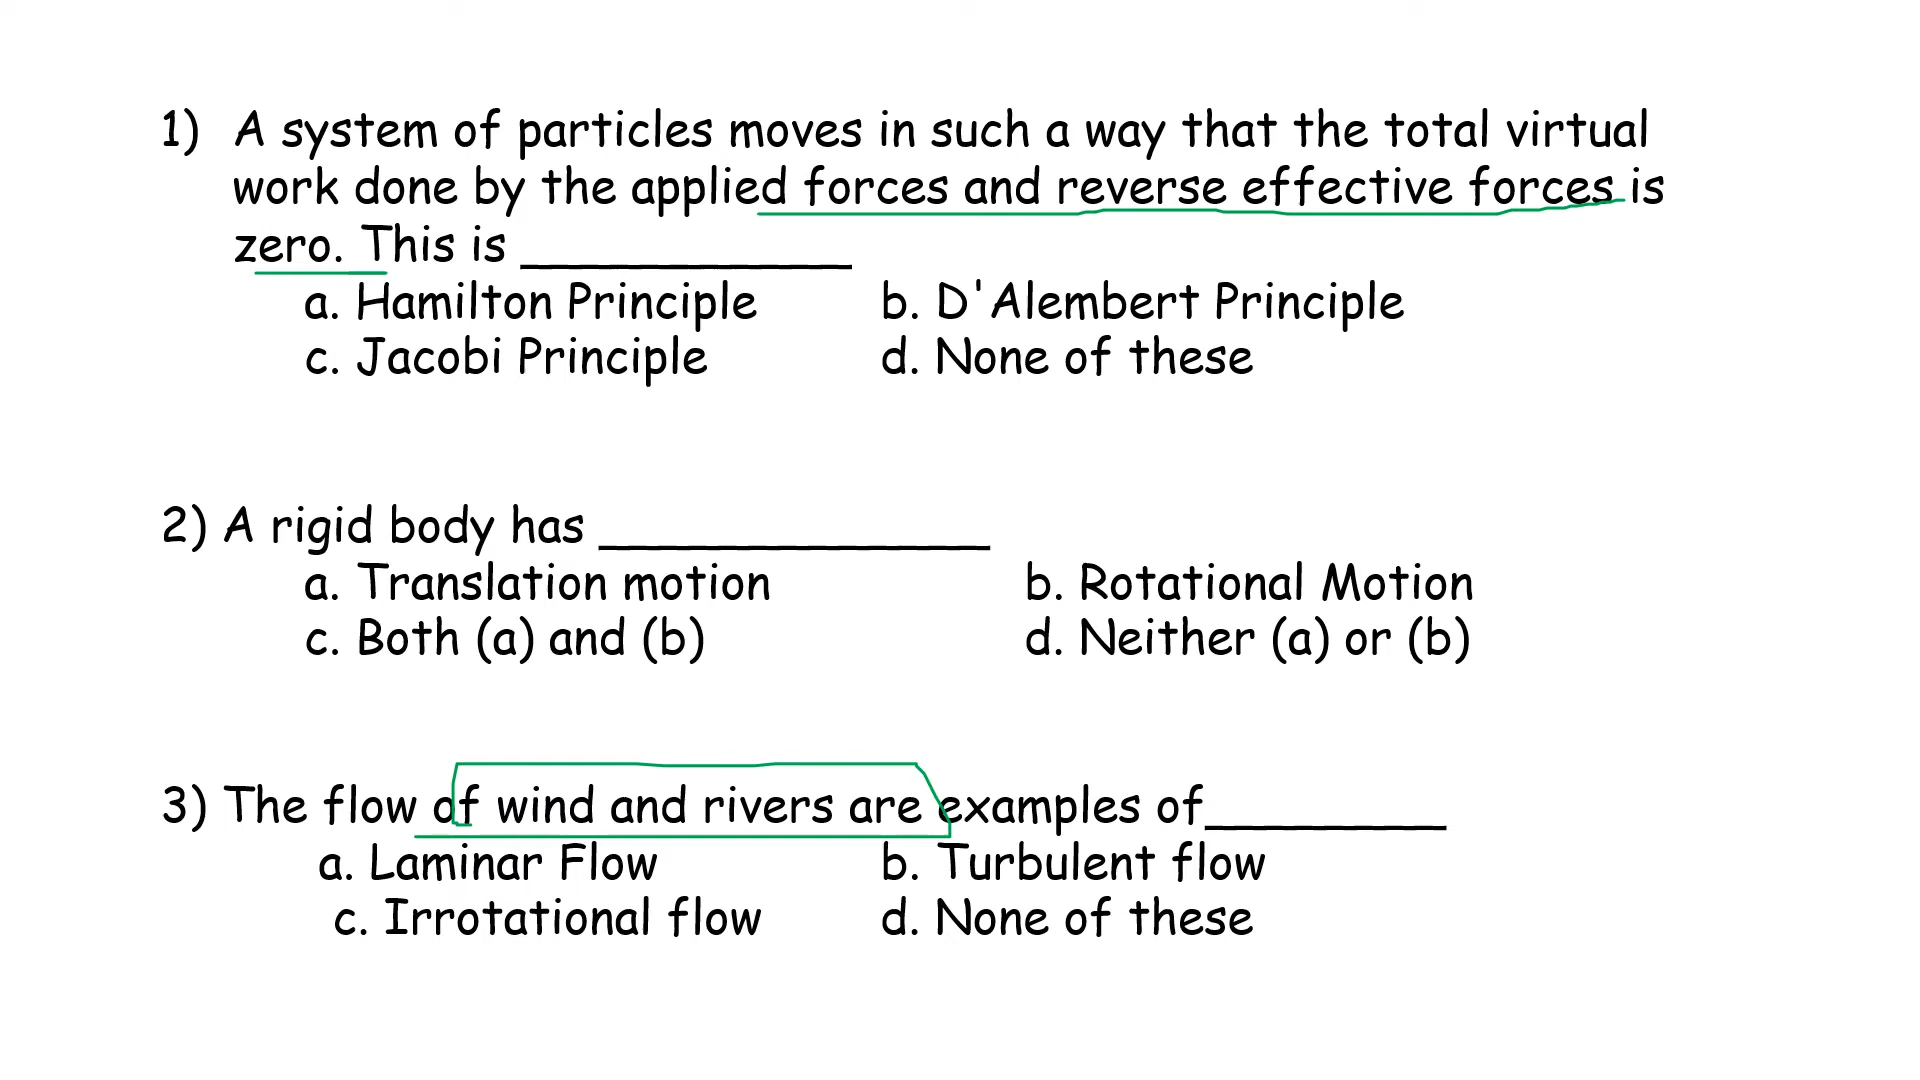 1) A system of particles moves in such a way that the total virtual
work done by the applied forces and reverse effective forces is
zero. This is ___________
a. Hamilton Principle b. D'Alembert Principle
c. Jacobi Principle d. None of these
2) A rigid body has _____________
a. Translation motion b. Rotational Motion
c. Both (a) and (b) d. Neither (a) or (b)
3) The flow of wind and rivers are examples of________
a. Laminar Flow b. Turbulent flow
c. Irrotational flow d. None of these